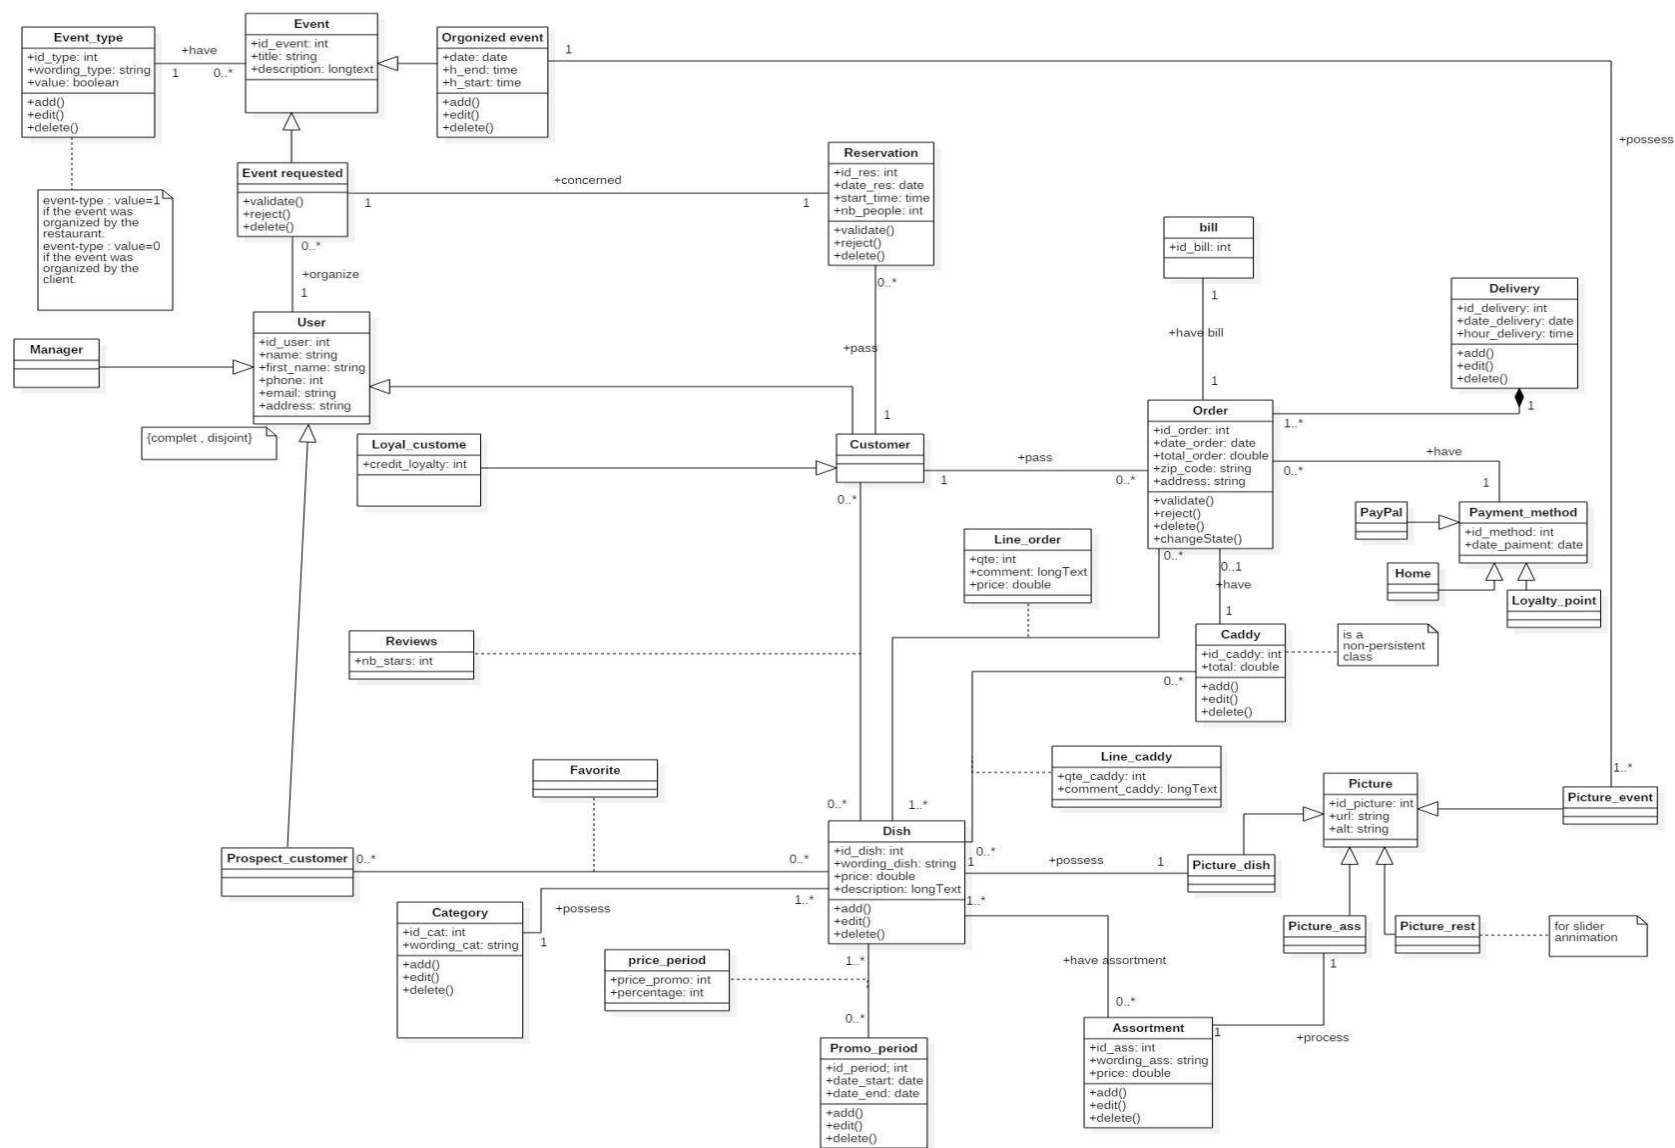 Event_type
+id_type: int
+wording_type: string
+value: boolean
+add()
+edit()
+delete()
+have
1
0..*
Event
+id_event: int
+title: string
+description: longtext
Orgonized event
+date: date
+h_end: time
+h_start: time
+add()
+edit()
+delete()
1
+possess
1..*
event-type : value=1
if the event was
organized by the
restaurant.
event-type : value=0
if the event was
organized by the
client.
Event requested
+validate()
+reject()
+delete()
+concerned
1
1
0..*
+organize
1
Reservation
+id_res: int
+date_res: date
+start_time: time
+nb_people: int
+validate()
+reject()
+delete()
0..*
+pass
1
bill
+id_bill: int
1
+have bill
1
Delivery
+id_delivery: int
+date_delivery: date
+hour_delivery: time
+add()
+edit()
+delete()
1
1..*
Manager
User
+id_user: int
+name: string
+first_name: string
+phone: int
+email: string
+address: string
{complet , disjoint}
Loyal_custome
+credit_loyalty: int
Customer
+pass
1
0..*
0..*
Order
+id_order: int
+date_order: date
+total_order: double
+zip_code: string
+address: string
+validate()
+reject()
+delete()
+changeState()
+have
0..*
1
PayPal
Payment_method
+id_method: int
+date_paiment: date
Home
Loyalty_point
Line_order
+qte: int
+comment: longText
+price: double
0..*
0..1
+have
1
Reviews
+nb_stars: int
Caddy
+id_caddy: int
+total: double
+add()
+edit()
+delete()
0..*
is a
non-persistent
class
Line_caddy
+qte_caddy: int
+comment_caddy: longText
Favorite
0..*
1..*
Picture
+id_picture: int
+url: string
+alt: string
Picture_event
Prospect_customer
0..*
0..*
Dish
+id_dish: int
+wording_dish: string
+price: double
+description: longText
+add()
+edit()
+delete()
0..*
1
+possess
1
Picture_dish
1..*
Category
+id_cat: int
+wording_cat: string
+add()
+edit()
+delete()
+possess
1
1..*
Picture_ass
Picture_rest
for slider
annimation
price_period
+price_promo: int
+percentage: int
1..*
0..*
+have assortment
0..*
1
+process
1
Promo_period
+id_period; int
+date_start: date
+date_end: date
+add()
+edit()
+delete()
Assortment
+id_ass: int
+wording_ass: string
+price: double
+add()
+edit()
+delete()